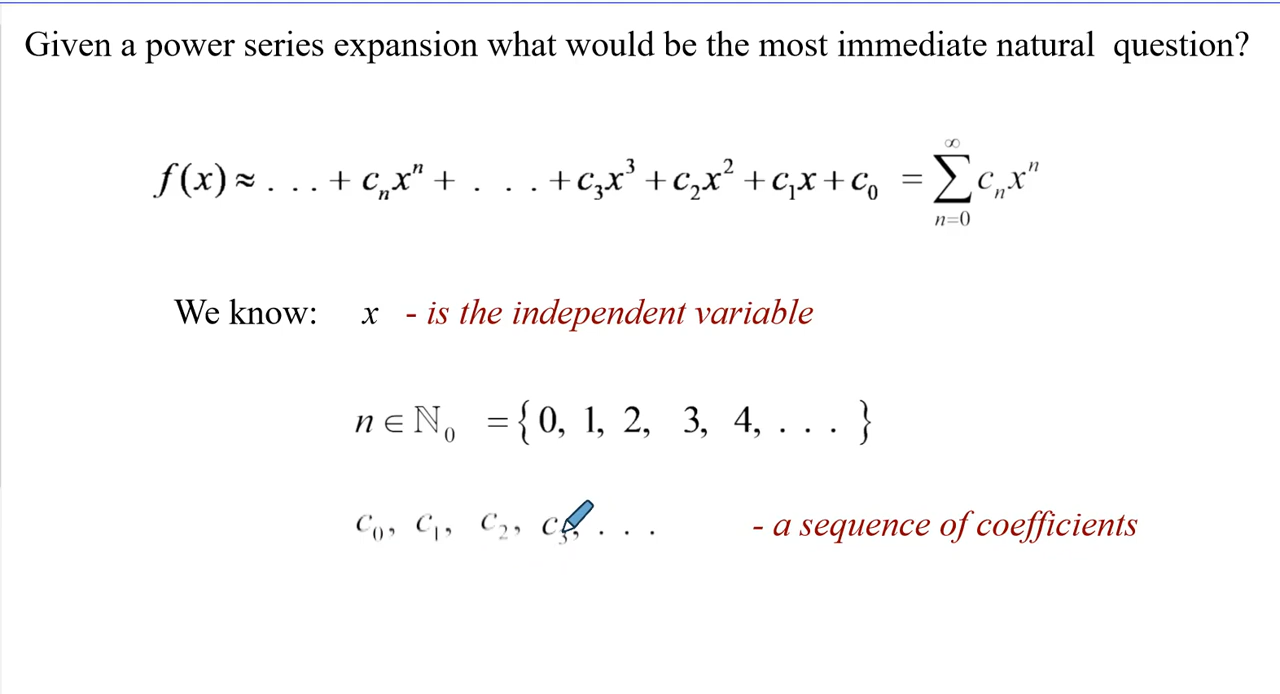 Given a power series expansion what would be the most immediate natural question?
f(x) ≈ . . . + cₙxⁿ + . . . + c₃x³ + c₂x² + c₁x + c₀ = ∑_{n=0}^{∞} cₙxⁿ
We know: x - is the independent variable
n ∈ ℕ₀ = { 0, 1, 2, 3, 4, . . . }
c₀, c₁, c₂, c₃, . . . - a sequence of coefficients